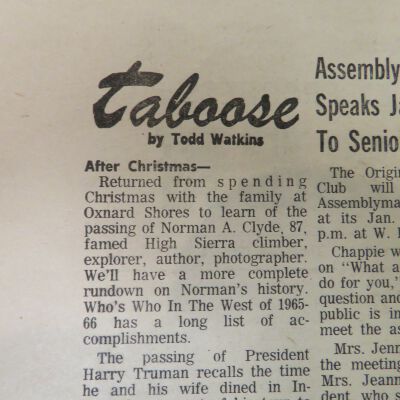 taboose
by Todd Watkins
After Christmas—
Returned from spending
Christmas with the family at
Oxnard Shores to learn of the
passing of Norman A. Clyde, 87,
famed High Sierra climber,
explorer, author, photographer.
We'll have a more complete
rundown on Norman's history.
Who's Who In The West of 1965-
66 has a long list of ac-
complishments.
The passing of President
Harry Truman recalls the time
he and his wife dined in In-
Assembly
Speaks
To Senio
The Origin
Club will
Assemblyma
at its Jan.
p.m. at W.
Chappie w
on "What a
do for you,"
question and
public is in
meet the as
Mrs. Jenn
the meeting
Mrs. Jeann
dent, who s